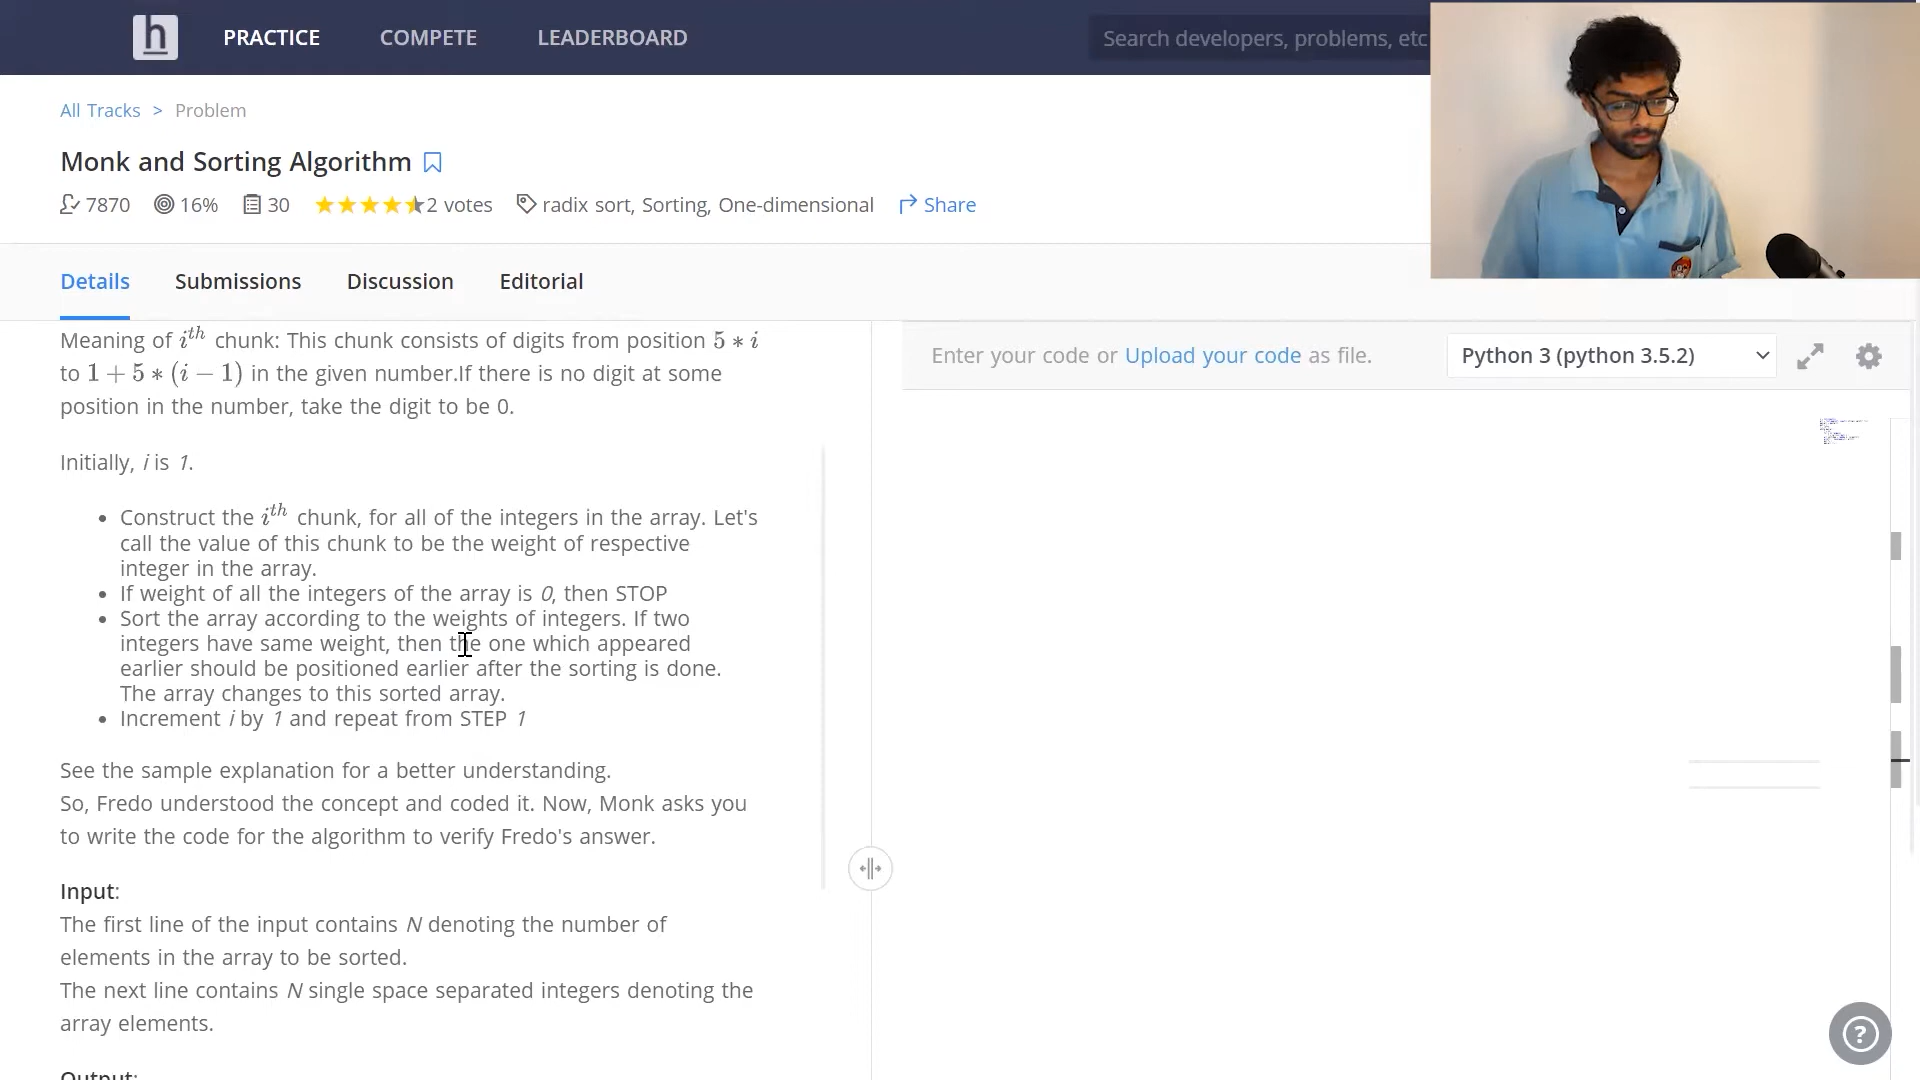 h PRACTICE COMPETE LEADERBOARD Search developers, problems, etc
All Tracks > Problem
Monk and Sorting Algorithm
7870 16% 30 2 votes radix sort, Sorting, One-dimensional Share
Details Submissions Discussion Editorial
Meaning of i^th chunk: This chunk consists of digits from position 5 * i
to 1 + 5 * (i − 1) in the given number.If there is no digit at some
position in the number, take the digit to be 0.
Initially, i is 1.
• Construct the i^th chunk, for all of the integers in the array. Let's
call the value of this chunk to be the weight of respective
integer in the array.
• If weight of all the integers of the array is 0, then STOP
• Sort the array according to the weights of integers. If two
integers have same weight, then the one which appeared
earlier should be positioned earlier after the sorting is done.
The array changes to this sorted array.
• Increment i by 1 and repeat from STEP 1
See the sample explanation for a better understanding.
So, Fredo understood the concept and coded it. Now, Monk asks you
to write the code for the algorithm to verify Fredo's answer.
Input:
The first line of the input contains N denoting the number of
elements in the array to be sorted.
The next line contains N single space separated integers denoting the
array elements.
Output:
Enter your code or Upload your code as file. Python 3 (python 3.5.2)
?